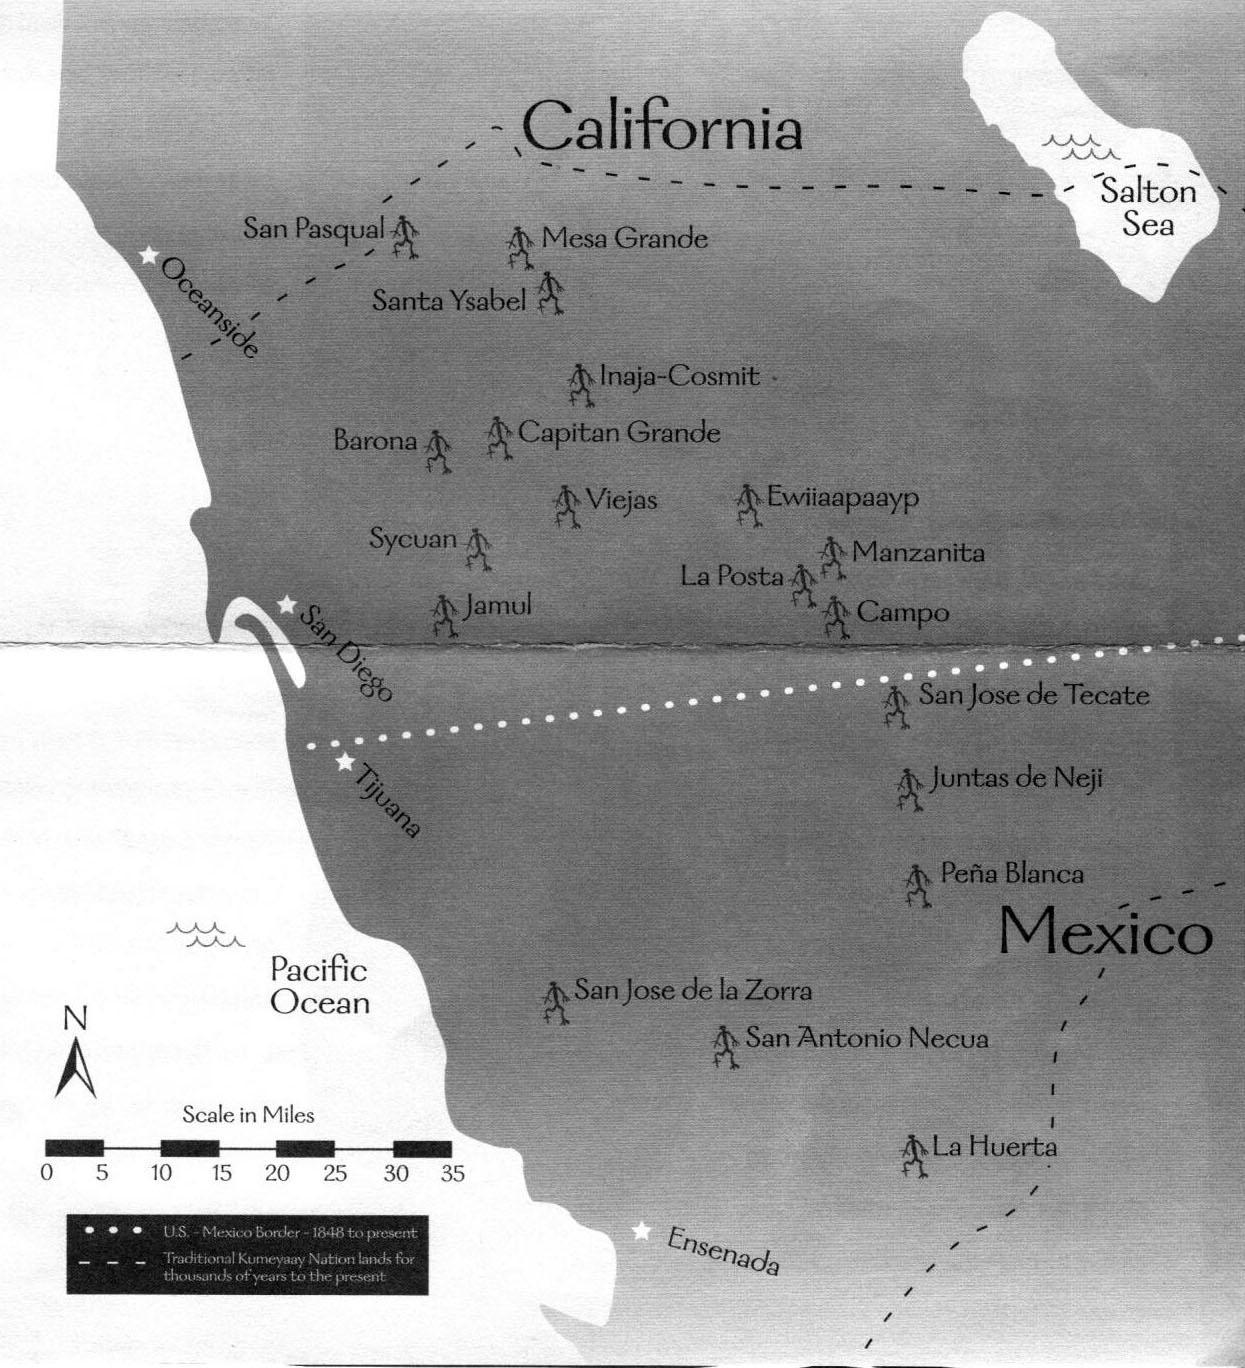 California
Salton
Sea
San Pasqual
Mesa Grande
Oceanside
Santa Ysabel
Inaja-Cosmit
Barona
Capitan Grande
Viejas
Ewiiaapaayp
Sycuan
Manzanita
La Posta
Jamul
Campo
San Diego
San Jose de Tecate
Tijuana
Juntas de Neji
Peña Blanca
Mexico
Pacific
Ocean
San Jose de la Zorra
San Antonio Necua
N
Scale in Miles
0 5 10 15 20 25 30 35
La Huerta
U.S. - Mexico Border - 1848 to present
Traditional Kumeyaay Nation lands for
thousands of years to the present
Ensenada